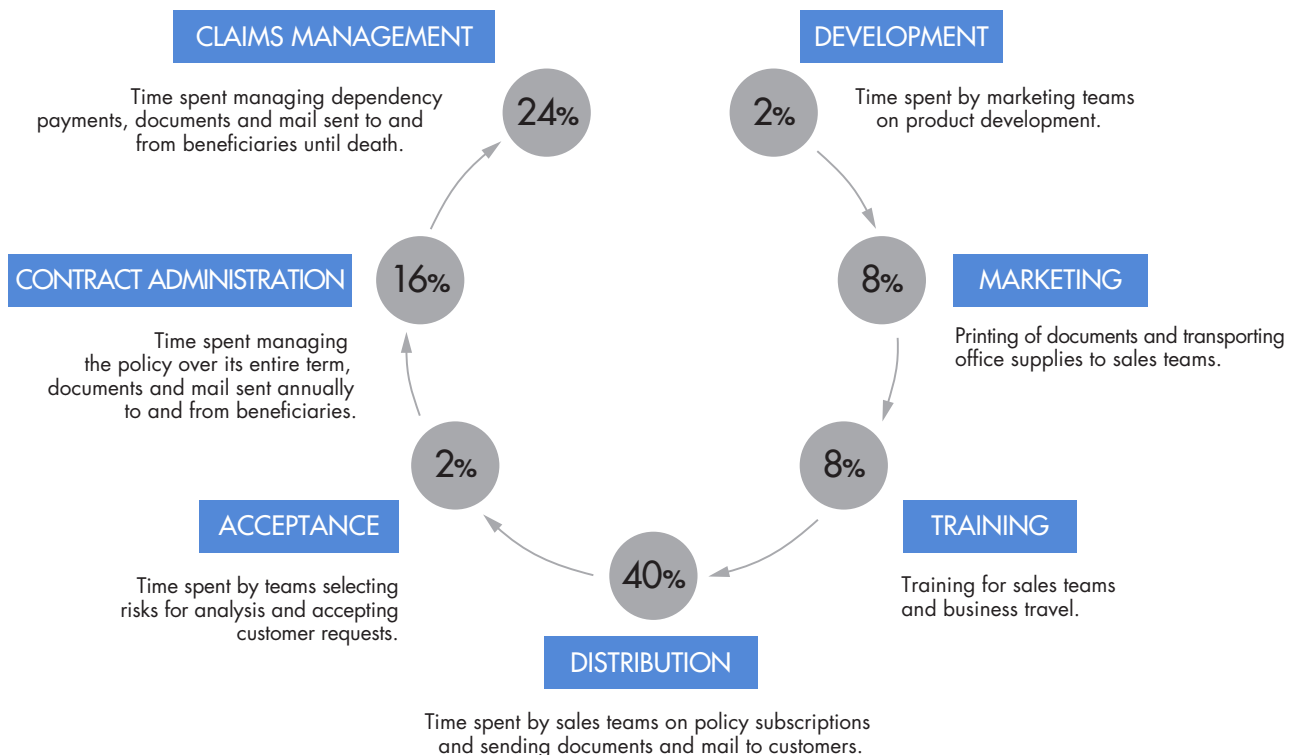 DEVELOPMENT
2%
Time spent by marketing teams
on product development.
MARKETING
8%
Printing of documents and transporting
office supplies to sales teams.
TRAINING
8%
Training for sales teams
and business travel.
DISTRIBUTION
40%
Time spent by sales teams on policy subscriptions
and sending documents and mail to customers.
ACCEPTANCE
2%
Time spent by teams selecting
risks for analysis and accepting
customer requests.
CONTRACT ADMINISTRATION
16%
Time spent managing
the policy over its entire term,
documents and mail sent annually
to and from beneficiaries.
CLAIMS MANAGEMENT
24%
Time spent managing dependency
payments, documents and mail sent to and
from beneficiaries until death.